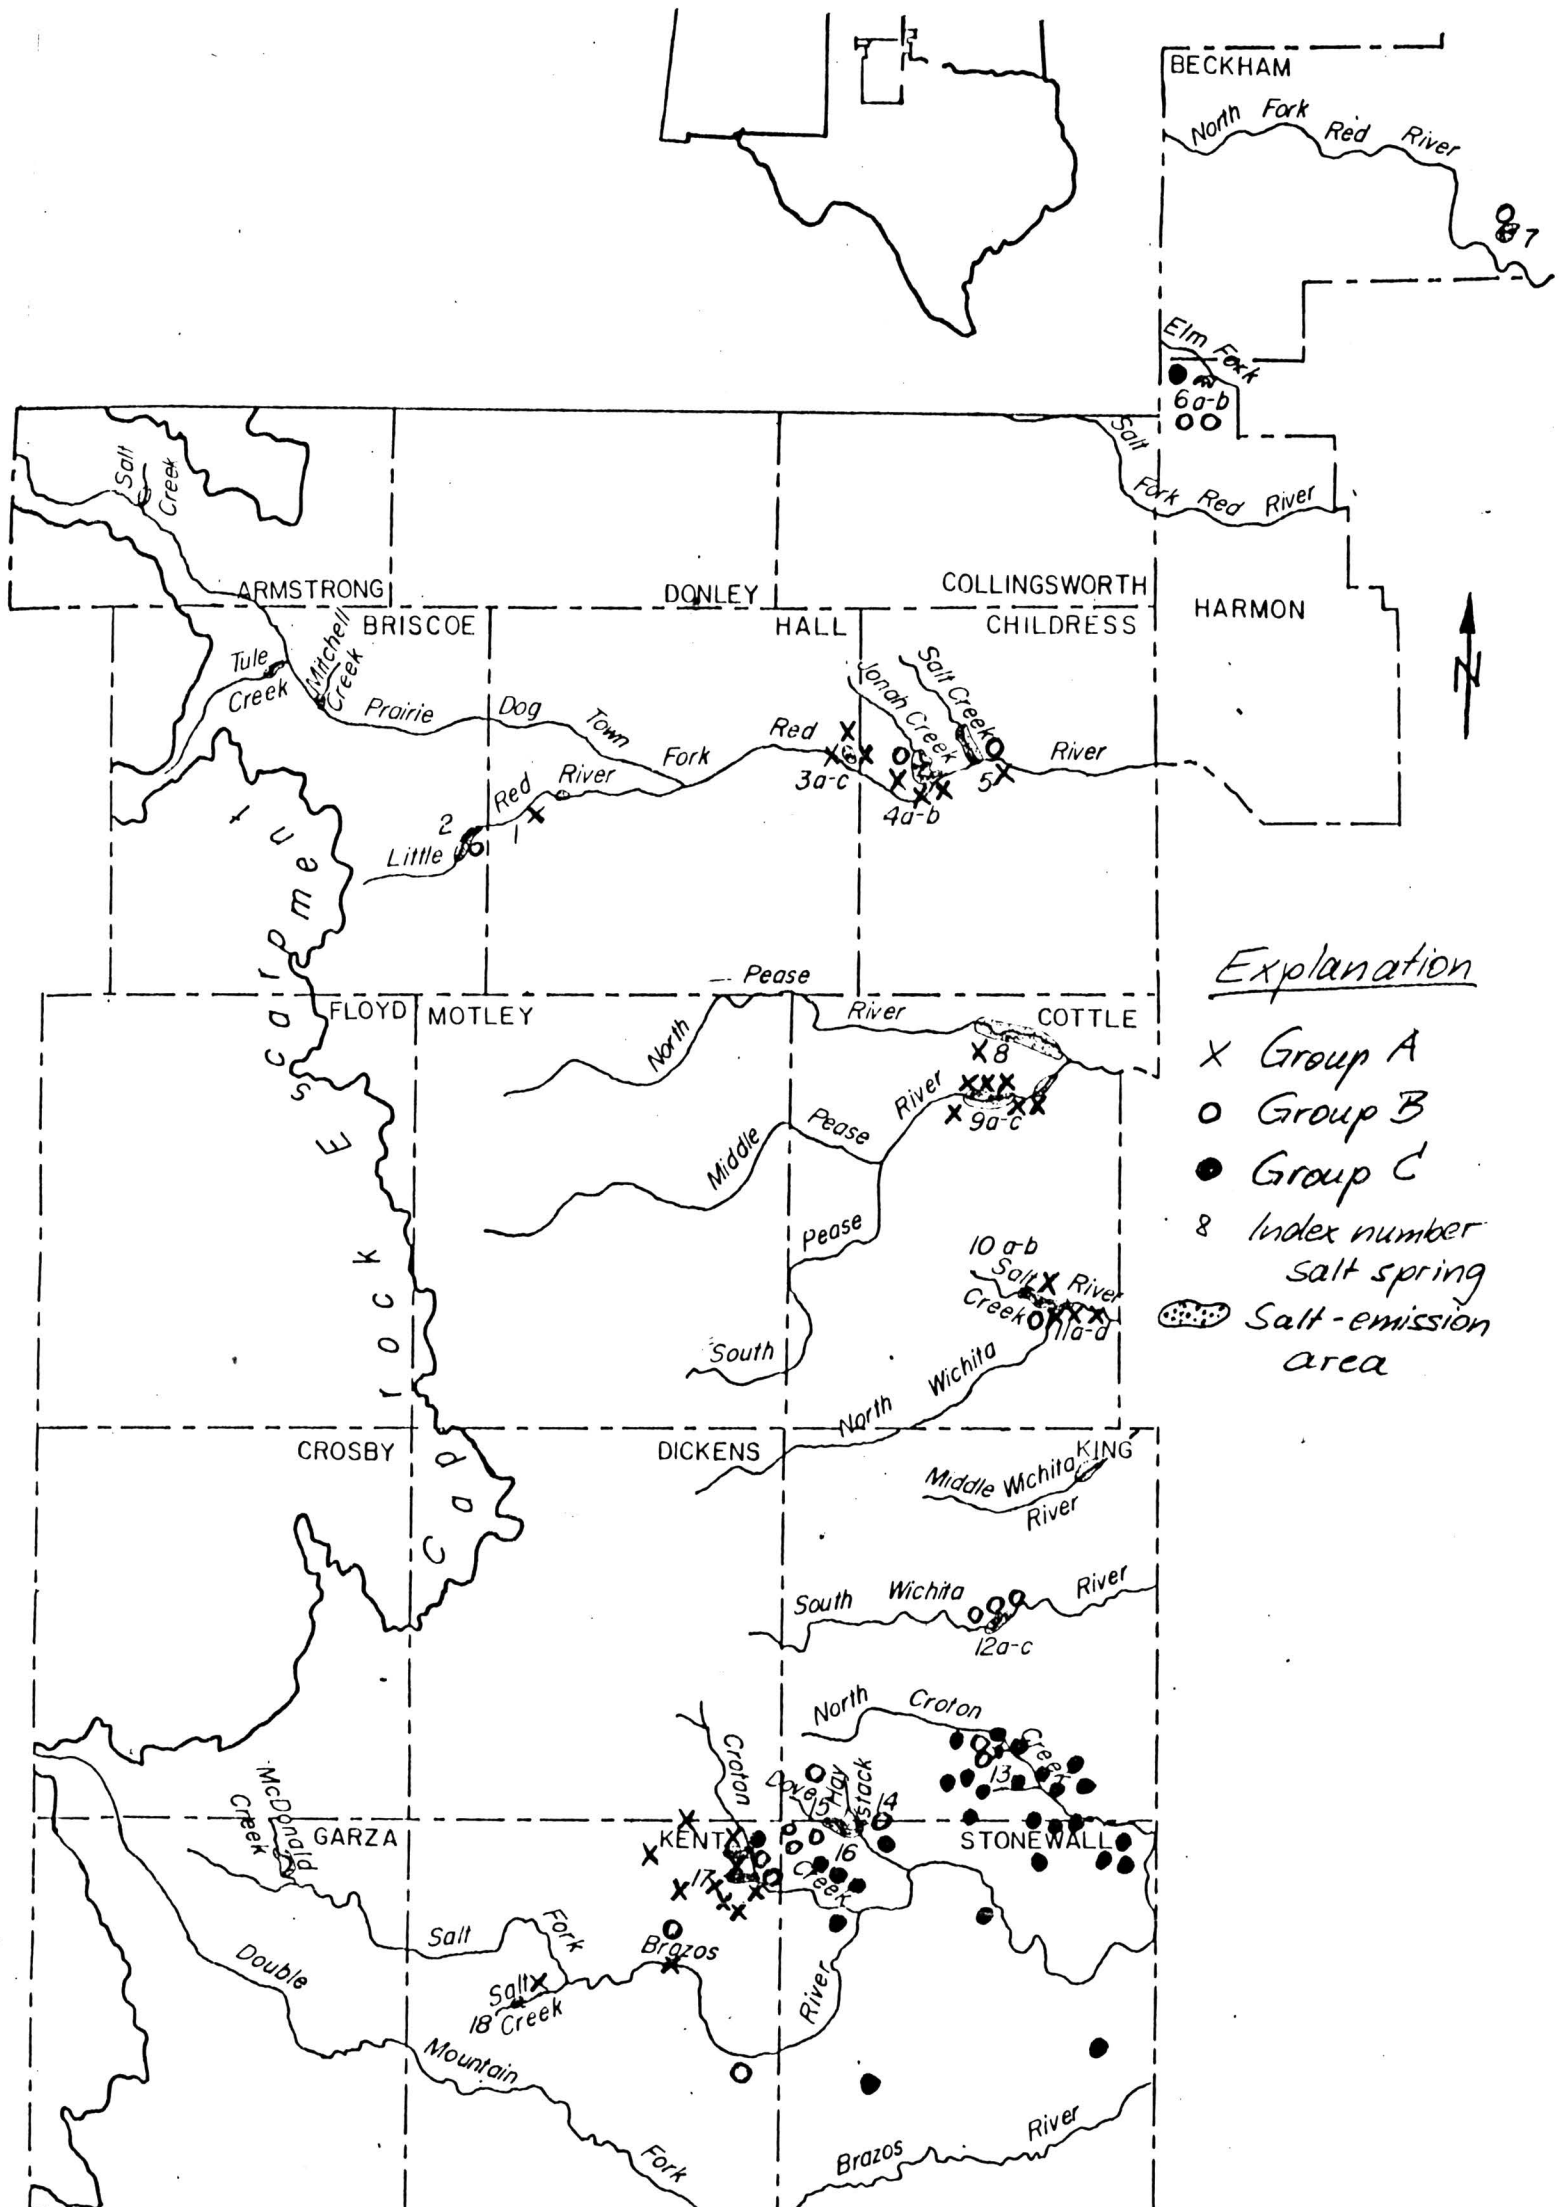 BECKHAM
North Fork Red River
7
Elm Fork
6a-b
Salt Creek
Salt Fork Red River
ARMSTRONG
DONLEY
COLLINGSWORTH
HARMON
BRISCOE
HALL
CHILDRESS
N
Tule Creek
Mitchell Creek
Prairie Dog Town Fork Red River
Jonah Creek
Salt Creek
3a-c
4a-b
5
Little Red River
2
1
Caprock Escarpment
Explanation
X Group A
O Group B
● Group C
8 Index number
salt spring
Salt-emission
area
FLOYD
MOTLEY
COTTLE
North Pease River
8
9a-c
Middle Pease River
South Pease
10 a-b
Salt Creek
11a-d
North Wichita River
CROSBY
DICKENS
KING
Middle Wichita River
South Wichita River
12a-c
North Croton Creek
13
Croton Creek
Dove
Haystack
15
14
16
17
McDonald Creek
GARZA
KENT
STONEWALL
Salt Fork Brazos River
Salt Creek
18
Double Mountain Fork Brazos River